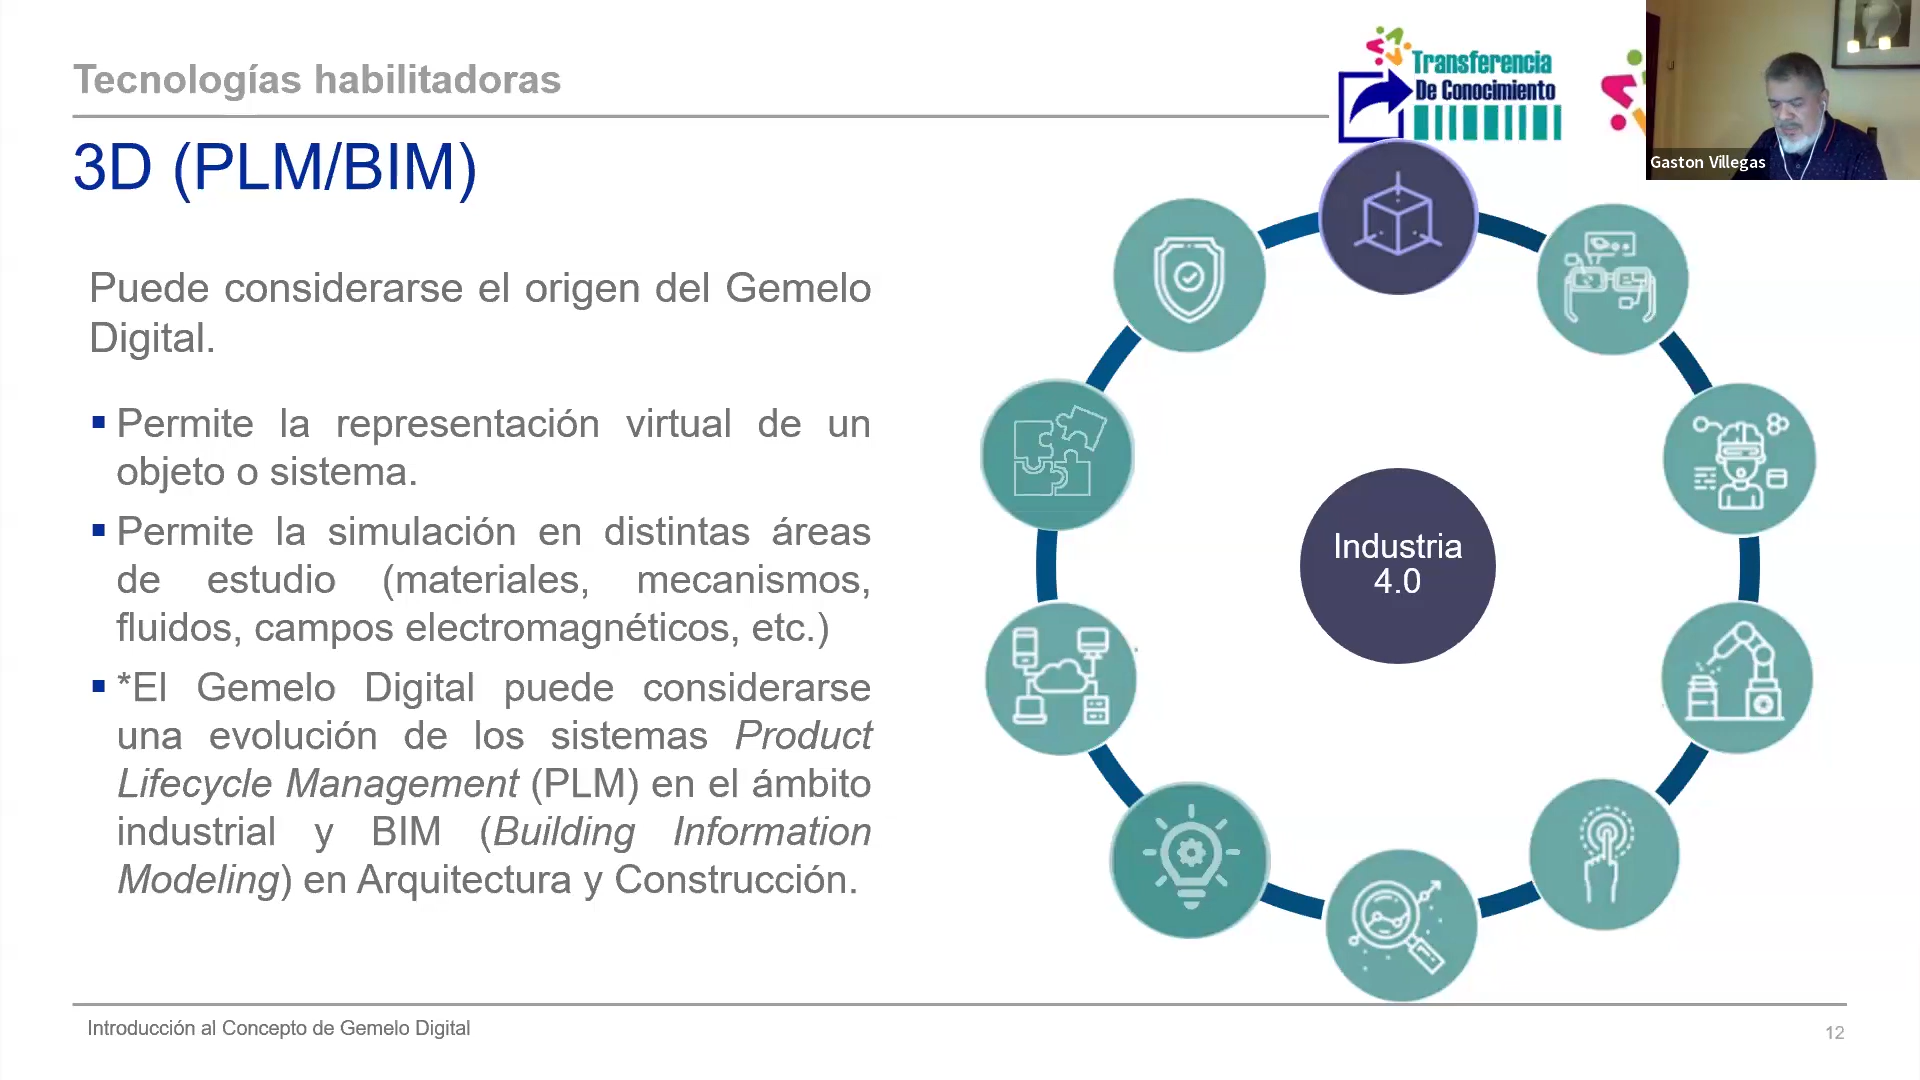 Tecnologías habilitadoras
Transferencia
De Conocimiento
Gaston Villegas
3D (PLM/BIM)
Puede considerarse el origen del Gemelo
Digital.
Permite la representación virtual de un
objeto o sistema.
Permite la simulación en distintas áreas
de estudio (materiales, mecanismos,
fluidos, campos electromagnéticos, etc.)
*El Gemelo Digital puede considerarse
una evolución de los sistemas Product
Lifecycle Management (PLM) en el ámbito
industrial y BIM (Building Information
Modeling) en Arquitectura y Construcción.
Industria
4.0
Introducción al Concepto de Gemelo Digital
12